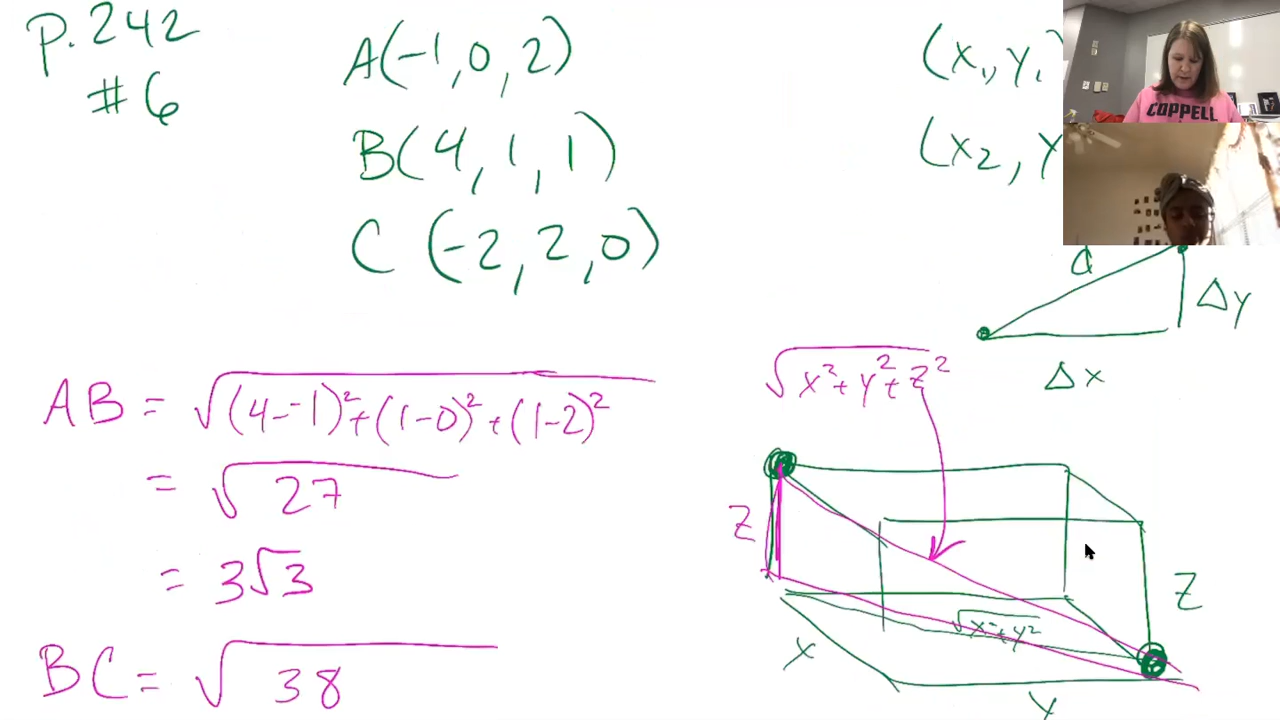 p.242
#6
A(-1,0,2)
B(4,1,1)
C (-2,2,0)
(x₁,y₁
(x2,y
COPPELL
d
Δy
Δx
√x²+y²+z²
AB = √(4--1)²+(1-0)²+(1-2)²
= √27
= 3√3
BC = √38
Z
Z
√x²+y²
X
Y